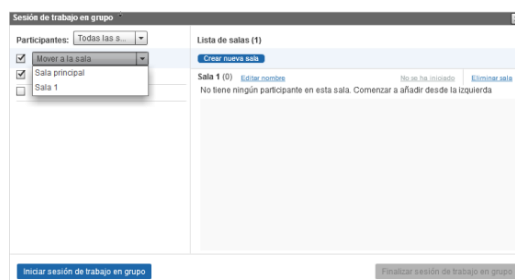 Sesión de trabajo en grupo
Participantes: Todas las s...
Mover a la sala
Sala principal
Sala 1
Lista de salas (1)
Crear nueva sala
Sala 1 (0) Editar nombre No se ha iniciado Eliminar sala
No tiene ningún participante en esta sala. Comenzar a añadir desde la izquierda
Iniciar sesión de trabajo en grupo
Finalizar sesión de trabajo en grupo